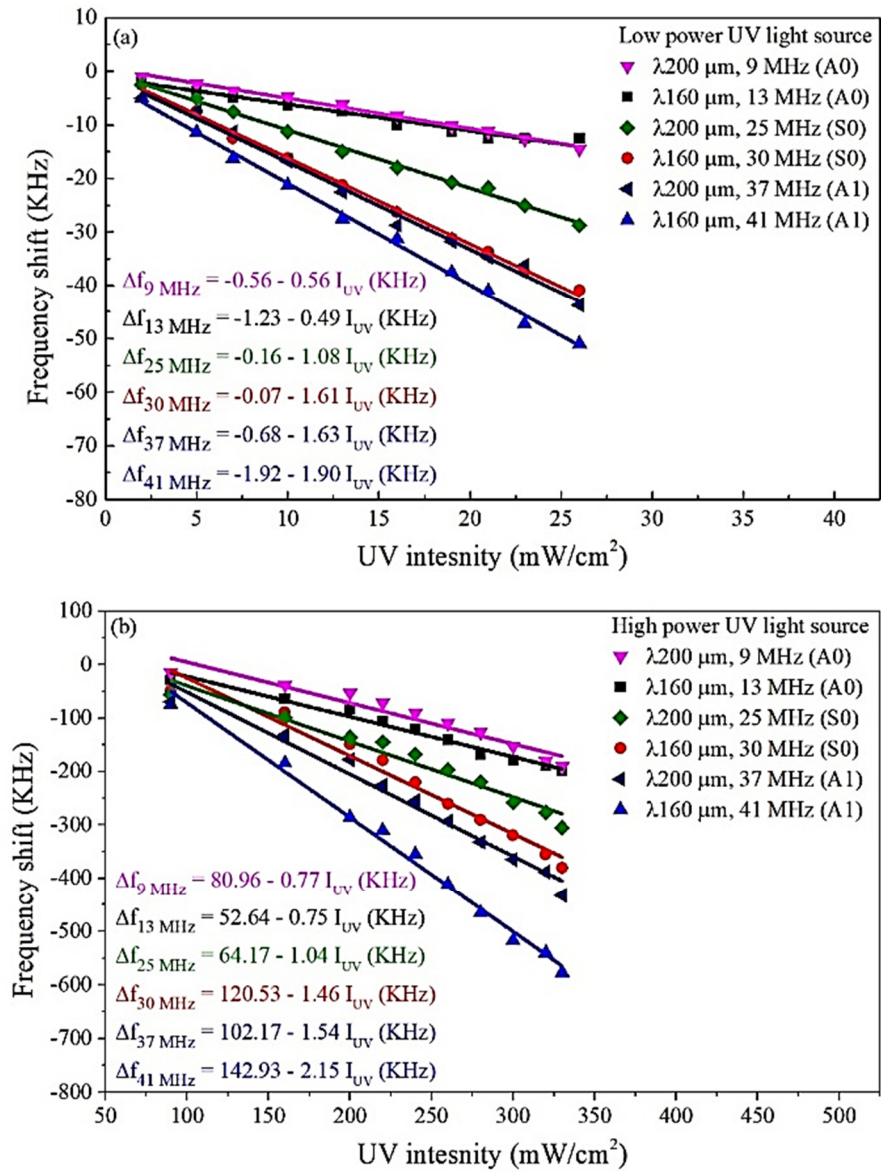 (a)
Low power UV light source
λ200 μm, 9 MHz (A0)
λ160 μm, 13 MHz (A0)
λ200 μm, 25 MHz (S0)
λ160 μm, 30 MHz (S0)
λ200 μm, 37 MHz (A1)
λ160 μm, 41 MHz (A1)
Frequency shift (KHz)
10
0
-10
-20
-30
-40
-50
-60
-70
-80
Δf9 MHz = -0.56 - 0.56 IUV (KHz)
Δf13 MHz = -1.23 - 0.49 IUV (KHz)
Δf25 MHz = -0.16 - 1.08 IUV (KHz)
Δf30 MHz = -0.07 - 1.61 IUV (KHz)
Δf37 MHz = -0.68 - 1.63 IUV (KHz)
Δf41 MHz = -1.92 - 1.90 IUV (KHz)
0 5 10 15 20 25 30 35 40
UV intesnity (mW/cm2)
(b)
High power UV light source
λ200 μm, 9 MHz (A0)
λ160 μm, 13 MHz (A0)
λ200 μm, 25 MHz (S0)
λ160 μm, 30 MHz (S0)
λ200 μm, 37 MHz (A1)
λ160 μm, 41 MHz (A1)
Frequency shift (KHz)
100
0
-100
-200
-300
-400
-500
-600
-700
-800
Δf9 MHz = 80.96 - 0.77 IUV (KHz)
Δf13 MHz = 52.64 - 0.75 IUV (KHz)
Δf25 MHz = 64.17 - 1.04 IUV (KHz)
Δf30 MHz = 120.53 - 1.46 IUV (KHz)
Δf37 MHz = 102.17 - 1.54 IUV (KHz)
Δf41 MHz = 142.93 - 2.15 IUV (KHz)
50 100 150 200 250 300 350 400 450 500
UV intesnity (mW/cm2)